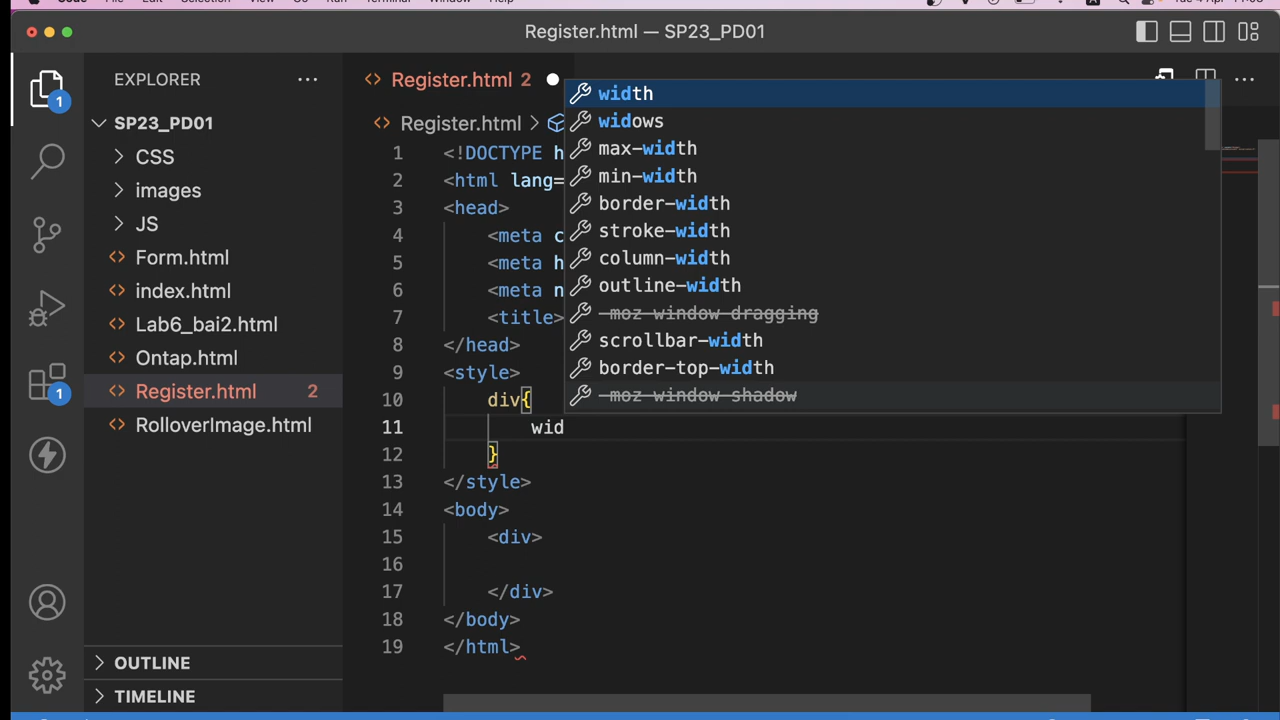 Register.html — SP23_PD01
EXPLORER
Register.html 2
SP23_PD01
CSS
images
JS
Form.html
index.html
Lab6_bai2.html
Ontap.html
Register.html 2
RolloverImage.html
OUTLINE
TIMELINE
1
1
Register.html
1 <!DOCTYPE h
2 <html lang=
3 <head>
4 <meta c
5 <meta h
6 <meta n
7 <title>
8 </head>
9 <style>
10 div{
11 wid
12 }
13 </style>
14 <body>
15 <div>
16
17 </div>
18 </body>
19 </html>
width
widows
max-width
min-width
border-width
stroke-width
column-width
outline-width
-moz-window-dragging
scrollbar-width
border-top-width
-moz-window-shadow